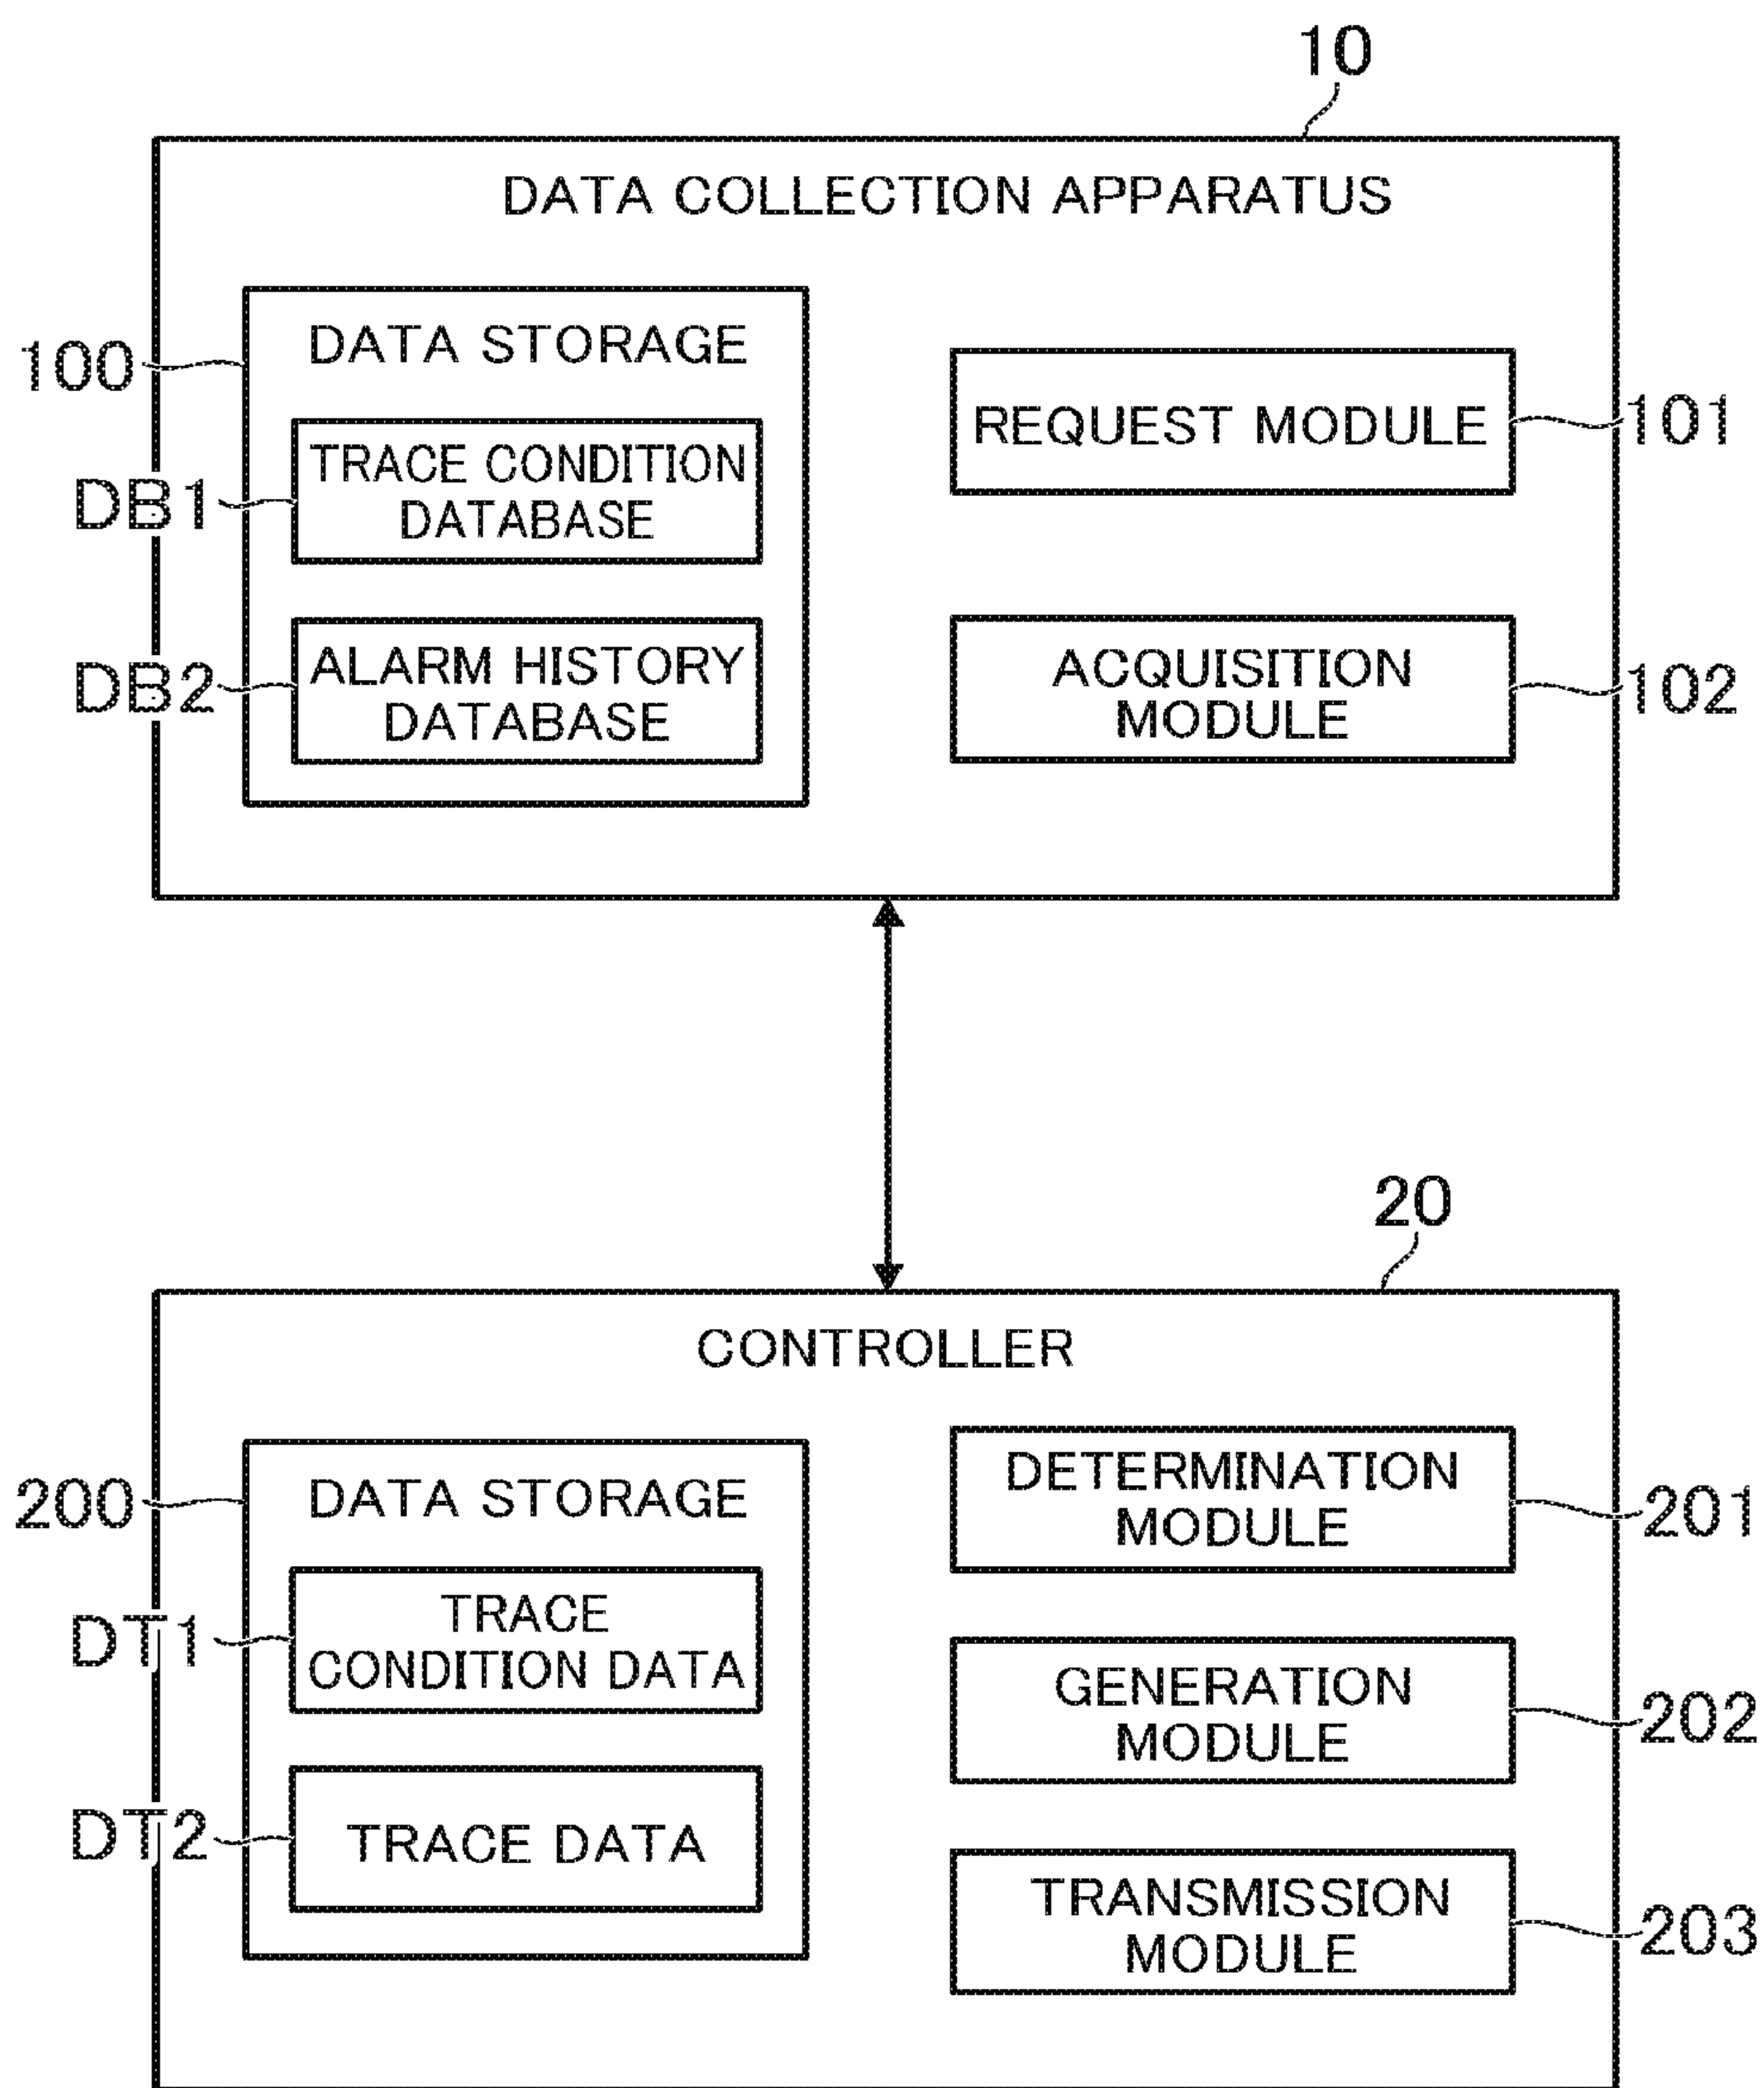 10
DATA COLLECTION APPARATUS
100
DATA STORAGE
DB1
TRACE CONDITION
DATABASE
DB2
ALARM HISTORY
DATABASE
REQUEST MODULE
101
ACQUISITION
MODULE
102
20
CONTROLLER
200
DATA STORAGE
DT1
TRACE
CONDITION DATA
DT2
TRACE DATA
DETERMINATION
MODULE
201
GENERATION
MODULE
202
TRANSMISSION
MODULE
203